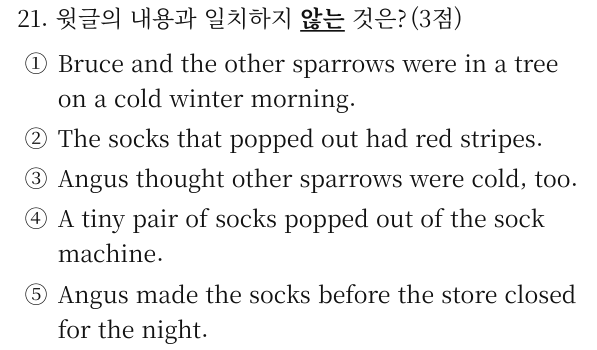 21. 윗글의 내용과 일치하지 않는 것은?(3점)
① Bruce and the other sparrows were in a tree
on a cold winter morning.
② The socks that popped out had red stripes.
③ Angus thought other sparrows were cold, too.
④ A tiny pair of socks popped out of the sock
machine.
⑤ Angus made the socks before the store closed
for the night.